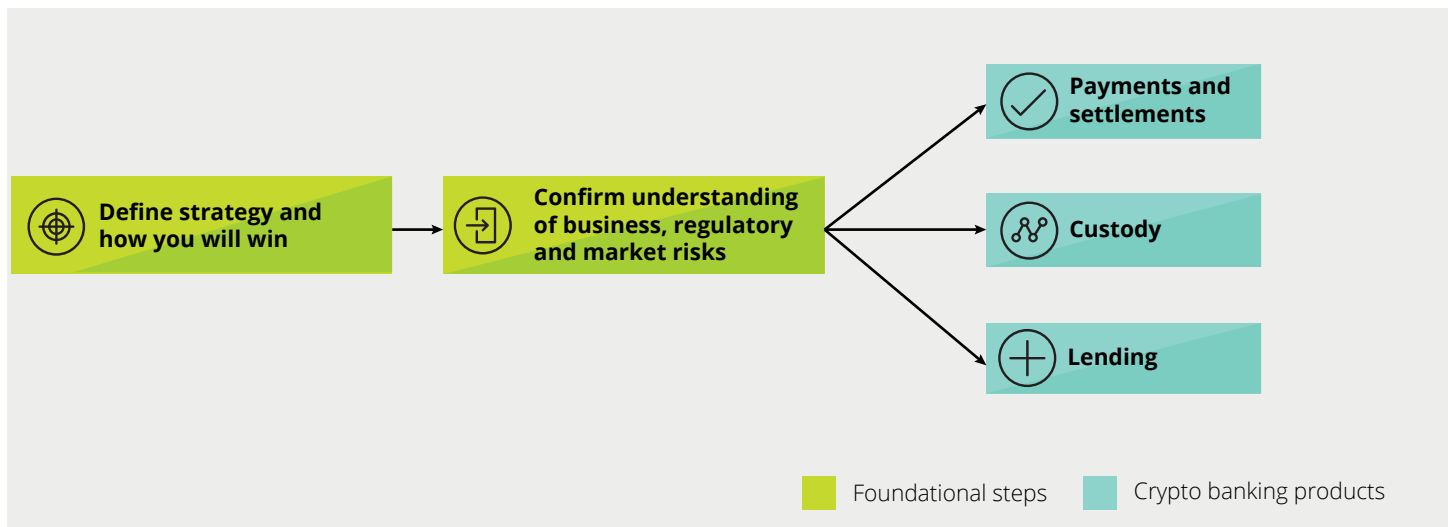 Define strategy and
how you will win
Confirm understanding
of business, regulatory
and market risks
Payments and
settlements
Custody
Lending
Foundational steps
Crypto banking products